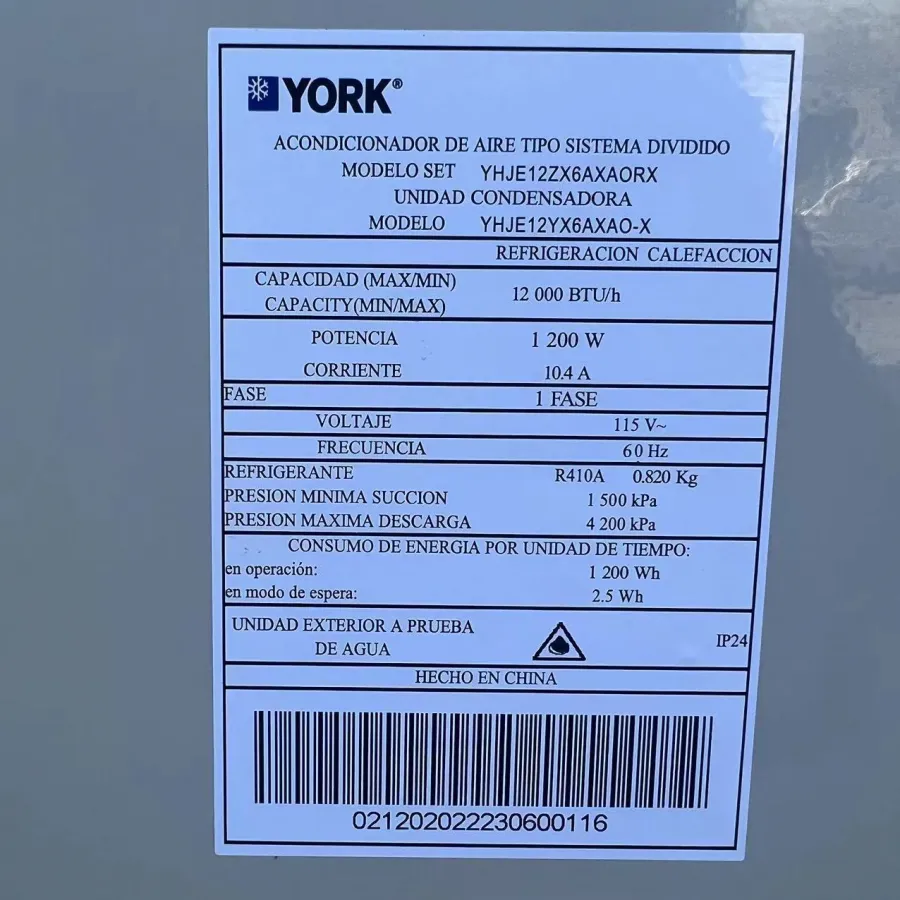 YORK®
ACONDICIONADOR DE AIRE TIPO SISTEMA DIVIDIDO
MODELO SET YHJE12ZX6AXAORX
UNIDAD CONDENSADORA
MODELO YHJE12YX6AXAO-X
REFRIGERACION CALEFACCION
CAPACIDAD (MAX/MIN)
CAPACITY(MIN/MAX) 12 000 BTU/h
POTENCIA 1 200 W
CORRIENTE 10.4 A
FASE 1 FASE
VOLTAJE 115 V~
FRECUENCIA 60 Hz
REFRIGERANTE R410A 0.820 Kg
PRESION MINIMA SUCCION 1 500 kPa
PRESION MAXIMA DESCARGA 4 200 kPa
CONSUMO DE ENERGIA POR UNIDAD DE TIEMPO:
en operación: 1 200 Wh
en modo de espera: 2.5 Wh
UNIDAD EXTERIOR A PRUEBA
DE AGUA IP24
HECHO EN CHINA
021202022230600116